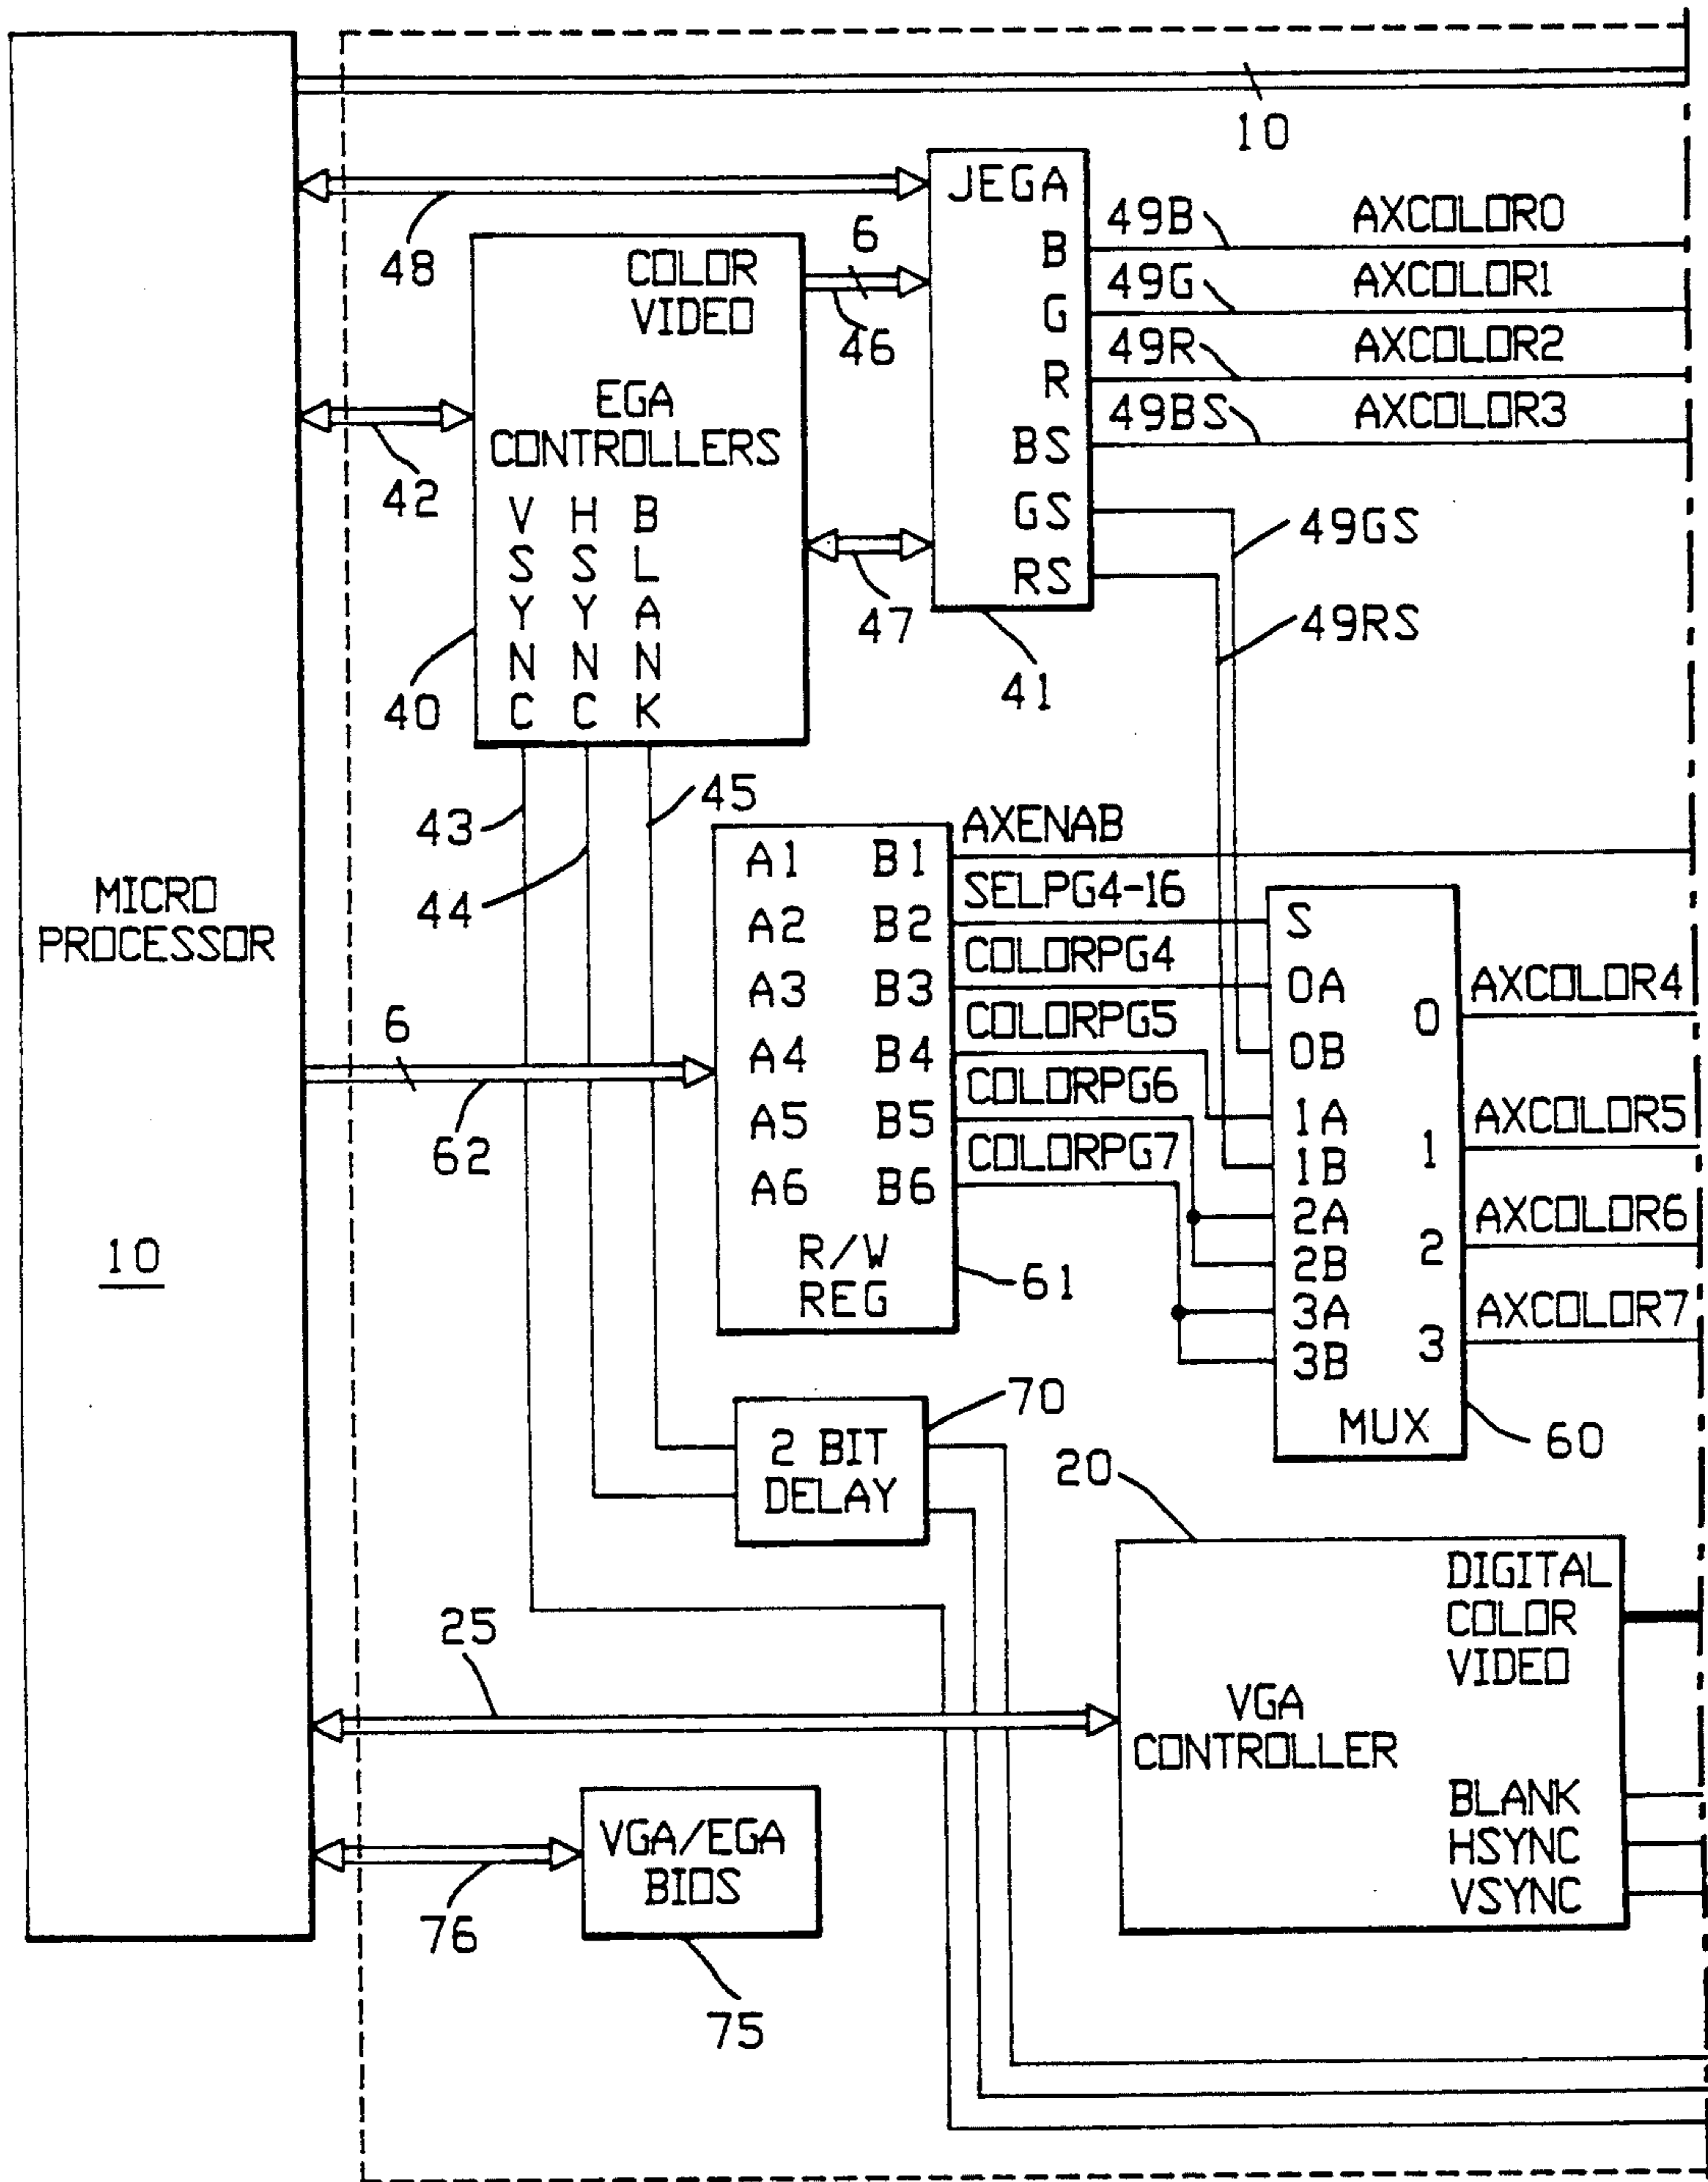 10
JEGA
48
COLOR
VIDEO
6
46
B
49B
AXCOLOR0
G
49G
AXCOLOR1
R
49R
AXCOLOR2
BS
49BS
AXCOLOR3
EGA
CONTROLLERS
42
VSYNC
HSYNC
BLANK
GS
49GS
RS
49RS
47
40
41
43
44
45
MICRO
PROCESSOR
10
A1
B1
AXENAB
A2
B2
SELPG4-16
A3
B3
COLORPG4
A4
B4
COLORPG5
A5
B5
COLORPG6
A6
B6
COLORPG7
R/W
REG
61
6
62
S
0A
0B
1A
1B
2A
2B
3A
3B
0
AXCOLOR4
1
AXCOLOR5
2
AXCOLOR6
3
AXCOLOR7
MUX
60
2 BIT
DELAY
70
20
DIGITAL
COLOR
VIDEO
VGA
CONTROLLER
BLANK
HSYNC
VSYNC
25
VGA/EGA
BIOS
76
75